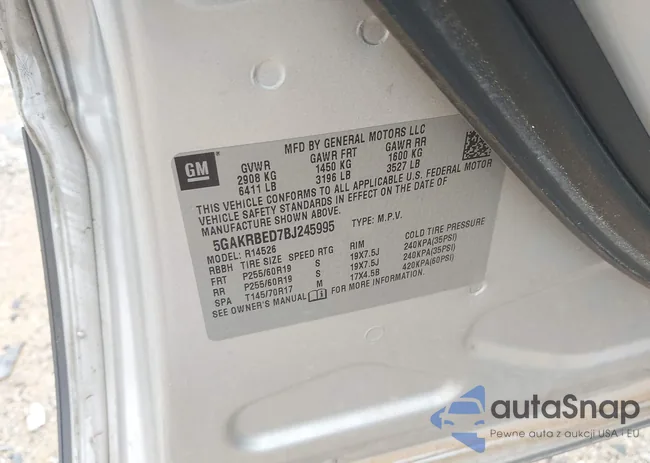 MFD BY GENERAL MOTORS LLC
GM
GVWR GAWR FRT GAWR RR
2908 KG 1450 KG 1600 KG
6411 LB 3196 LB 3527 LB
THIS VEHICLE CONFORMS TO ALL APPLICABLE U.S. FEDERAL MOTOR
VEHICLE SAFETY STANDARDS IN EFFECT ON THE DATE OF
MANUFACTURE SHOWN ABOVE.
5GAKRBED7BJ245995 TYPE: M.P.V.
MODEL: R14526
RBBH TIRE SIZE SPEED RTG RIM COLD TIRE PRESSURE
FRT P255/60R19 S 19X7.5J 240KPA(35PSI)
RR P255/60R19 S 19X7.5J 240KPA(35PSI)
SPA T145/70R17 M 17X4.5B 420KPA(60PSI)
SEE OWNER'S MANUAL FOR MORE INFORMATION.
autoSnap
Pewne auta z aukcji USA i EU